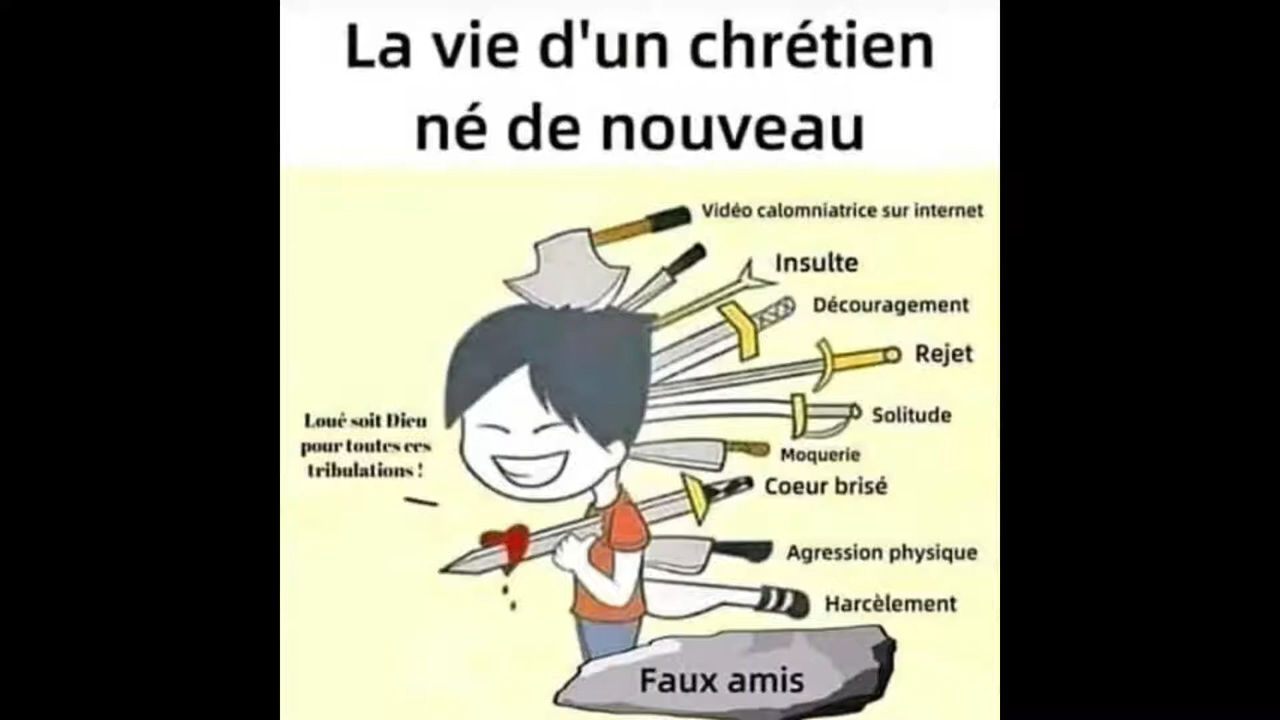 La vie d'un chrétien
né de nouveau
Vidéo calomniatrice sur internet
Insulte
Découragement
Rejet
Solitude
Moquerie
Coeur brisé
Agression physique
Harcèlement
Faux amis
Loué soit Dieu
pour toutes ces
tribulations !